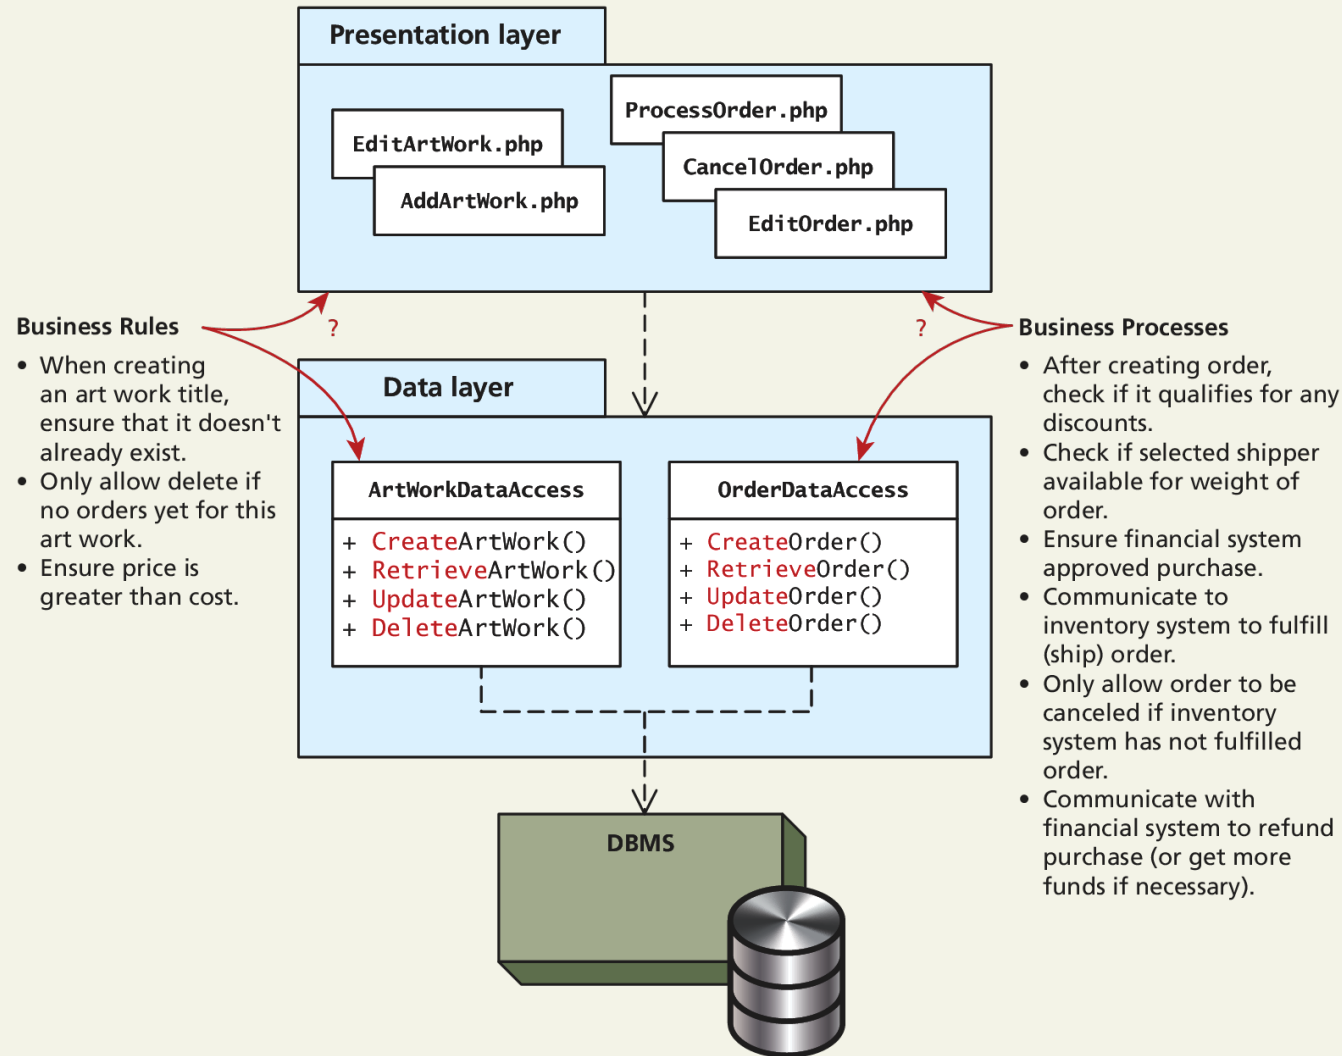 Presentation layer
EditArtWork.php
AddArtWork.php
ProcessOrder.php
CancelOrder.php
EditOrder.php
Business Rules
• When creating
an art work title,
ensure that it doesn't
already exist.
• Only allow delete if
no orders yet for this
art work.
• Ensure price is
greater than cost.
?
?
Business Processes
• After creating order,
check if it qualifies for any
discounts.
• Check if selected shipper
available for weight of
order.
• Ensure financial system
approved purchase.
• Communicate to
inventory system to fulfill
(ship) order.
• Only allow order to be
canceled if inventory
system has not fulfilled
order.
• Communicate with
financial system to refund
purchase (or get more
funds if necessary).
Data layer
ArtWorkDataAccess
+ CreateArtWork()
+ RetrieveArtWork()
+ UpdateArtWork()
+ DeleteArtWork()
OrderDataAccess
+ CreateOrder()
+ RetrieveOrder()
+ UpdateOrder()
+ DeleteOrder()
DBMS